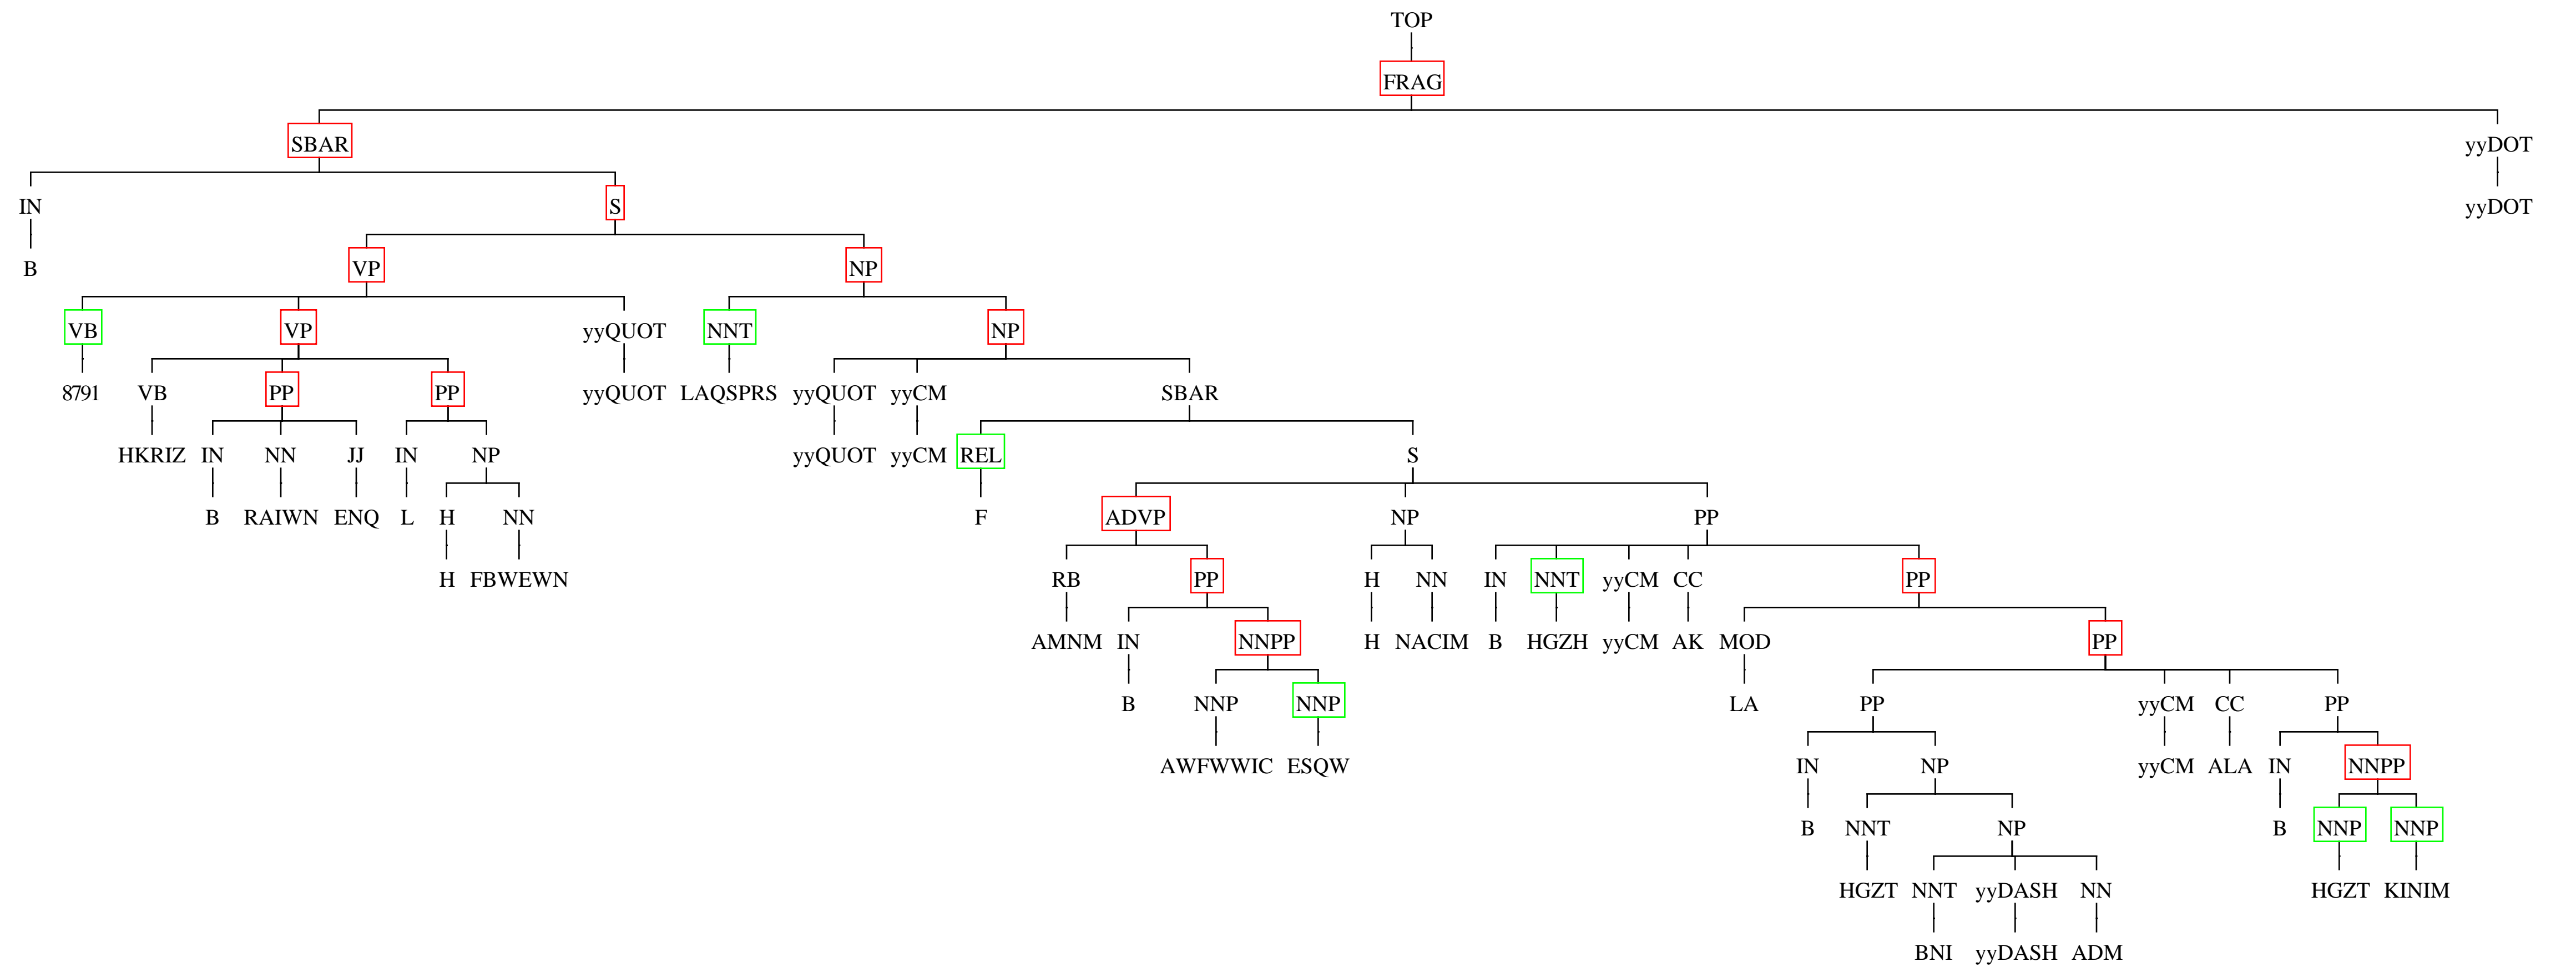 TOP
FRAG
SBAR yyDOT
IN S yyDOT
B VP NP
VB VP yyQUOT NNT NP
8791 VB PP PP yyQUOT LAQSPRS yyQUOT yyCM SBAR
HKRIZ IN NN JJ IN NP yyQUOT yyCM REL S
B RAIWN ENQ L H NN F ADVP NP PP
H FBWEWN RB PP H NN IN NNT yyCM CC PP
AMNM IN NNPP H NACIM B HGZH yyCM AK MOD PP
B NNP NNP LA PP yyCM CC PP
AWFWWIC ESQW IN NP yyCM ALA IN NNPP
B NNT NP B NNP NNP
HGZT NNT yyDASH NN HGZT KINIM
BNI yyDASH ADM